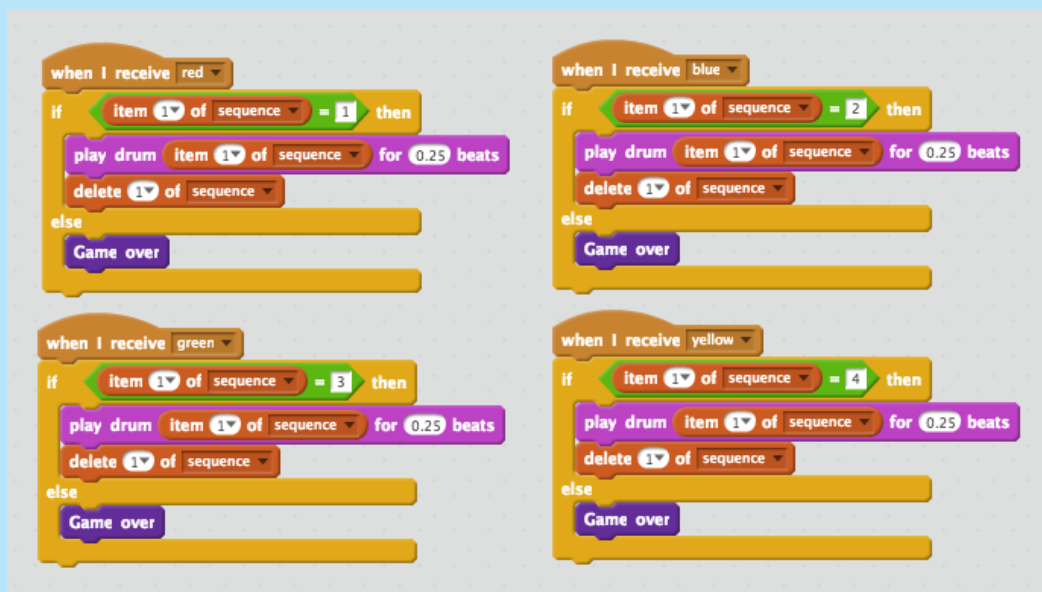 when I receive red
if item 1 of sequence = 1 then
play drum item 1 of sequence for 0.25 beats
delete 1 of sequence
else
Game over
when I receive blue
if item 1 of sequence = 2 then
play drum item 1 of sequence for 0.25 beats
delete 1 of sequence
else
Game over
when I receive green
if item 1 of sequence = 3 then
play drum item 1 of sequence for 0.25 beats
delete 1 of sequence
else
Game over
when I receive yellow
if item 1 of sequence = 4 then
play drum item 1 of sequence for 0.25 beats
delete 1 of sequence
else
Game over